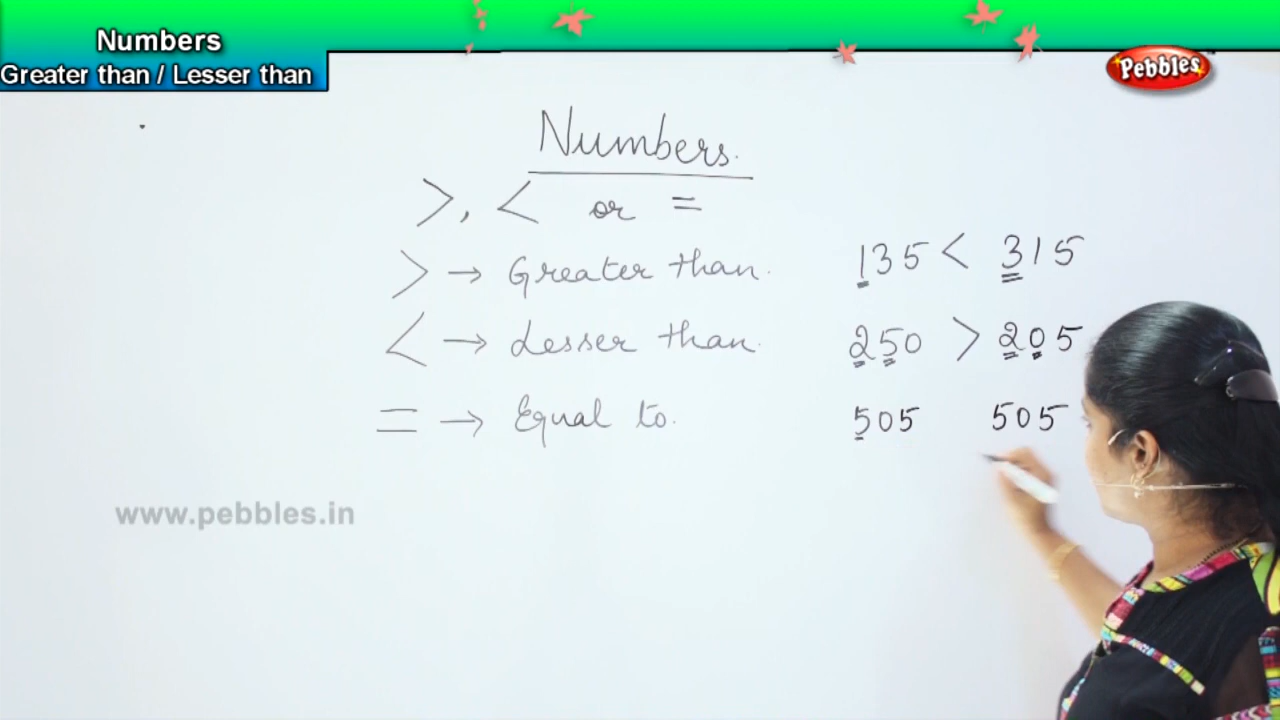 Numbers
Greater than / Lesser than
Pebbles
Numbers.
>, < or =
> → Greater than.
135 < 315
< → Lesser than.
250 > 205
= → Equal to.
505 505
www.pebbles.in